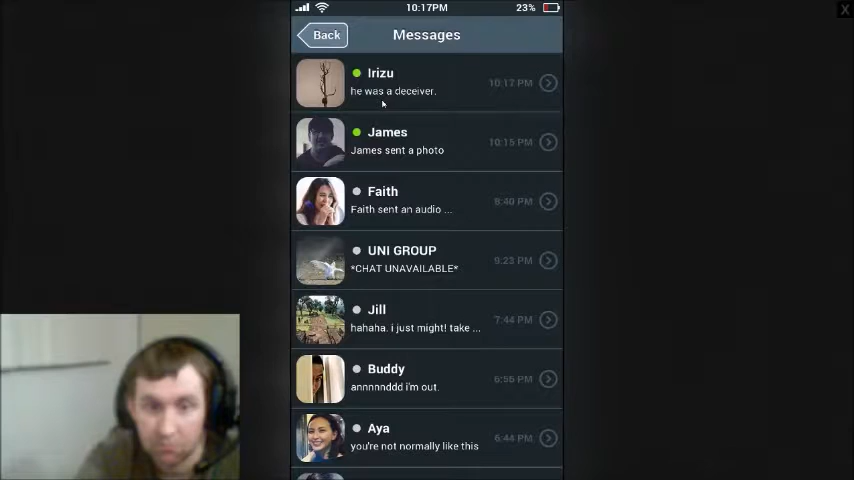 10:17PM
23%
X
Back
Messages
Irizu
10:17 PM
he was a deceiver.
James
10:15 PM
James sent a photo
Faith
8:40 PM
Faith sent an audio ...
UNI GROUP
9:23 PM
*CHAT UNAVAILABLE*
Jill
7:44 PM
hahaha. i just might! take ...
Buddy
6:56 PM
annnnnddd i'm out.
Aya
6:44 PM
you're not normally like this